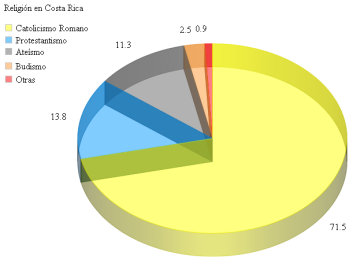 Religión en Costa Rica
Catolicismo Romano
Protestantismo
Ateísmo
Budismo
Otras
2.5 0.9
11.3
13.8
71.5